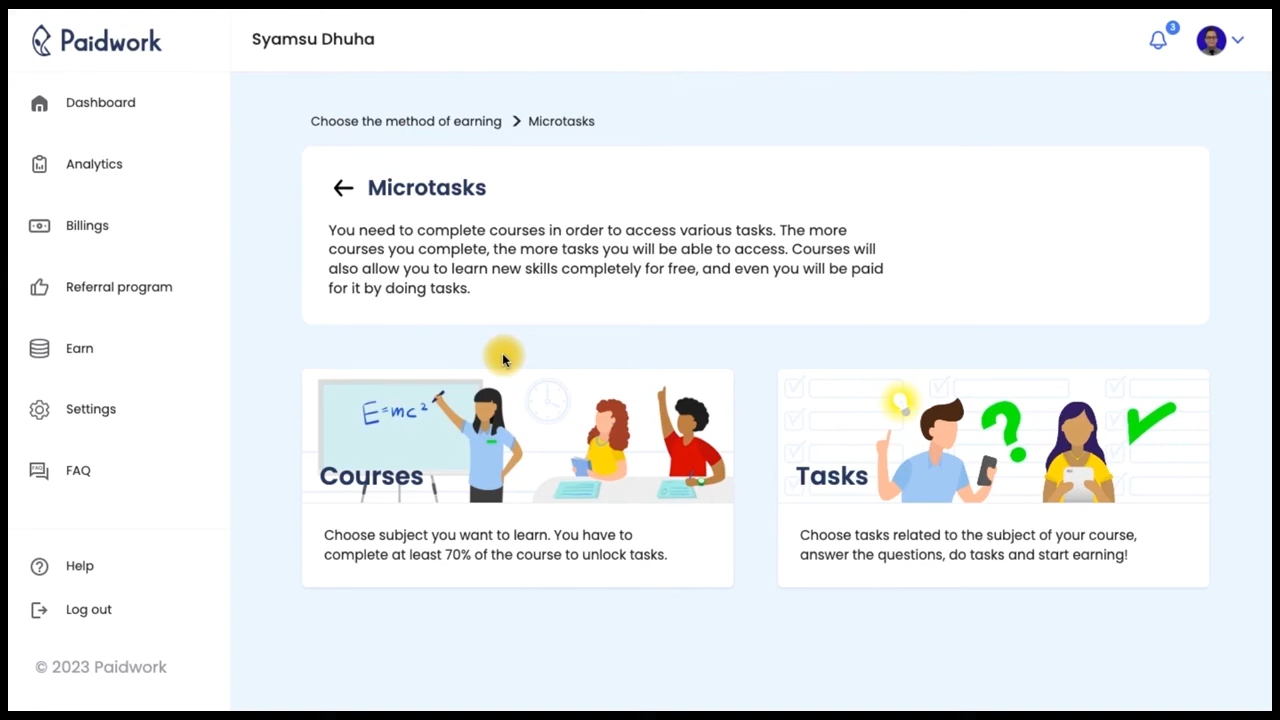 Paidwork
Syamsu Dhuha
3
Dashboard
Analytics
Billings
Referral program
Earn
Settings
FAQ
FAQ
Help
Log out
© 2023 Paidwork
Choose the method of earning > Microtasks
← Microtasks
You need to complete courses in order to access various tasks. The more
courses you complete, the more tasks you will be able to access. Courses will
also allow you to learn new skills completely for free, and even you will be paid
for it by doing tasks.
E=mc²
Courses
Choose subject you want to learn. You have to
complete at least 70% of the course to unlock tasks.
?
Tasks
Choose tasks related to the subject of your course,
answer the questions, do tasks and start earning!